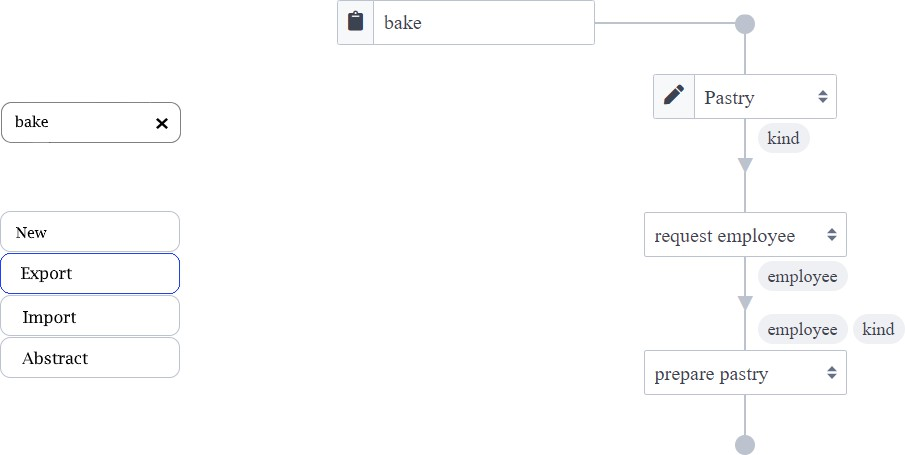 bake
bake
Pastry
kind
New
request employee
Export
employee
Import
employee kind
Abstract
prepare pastry